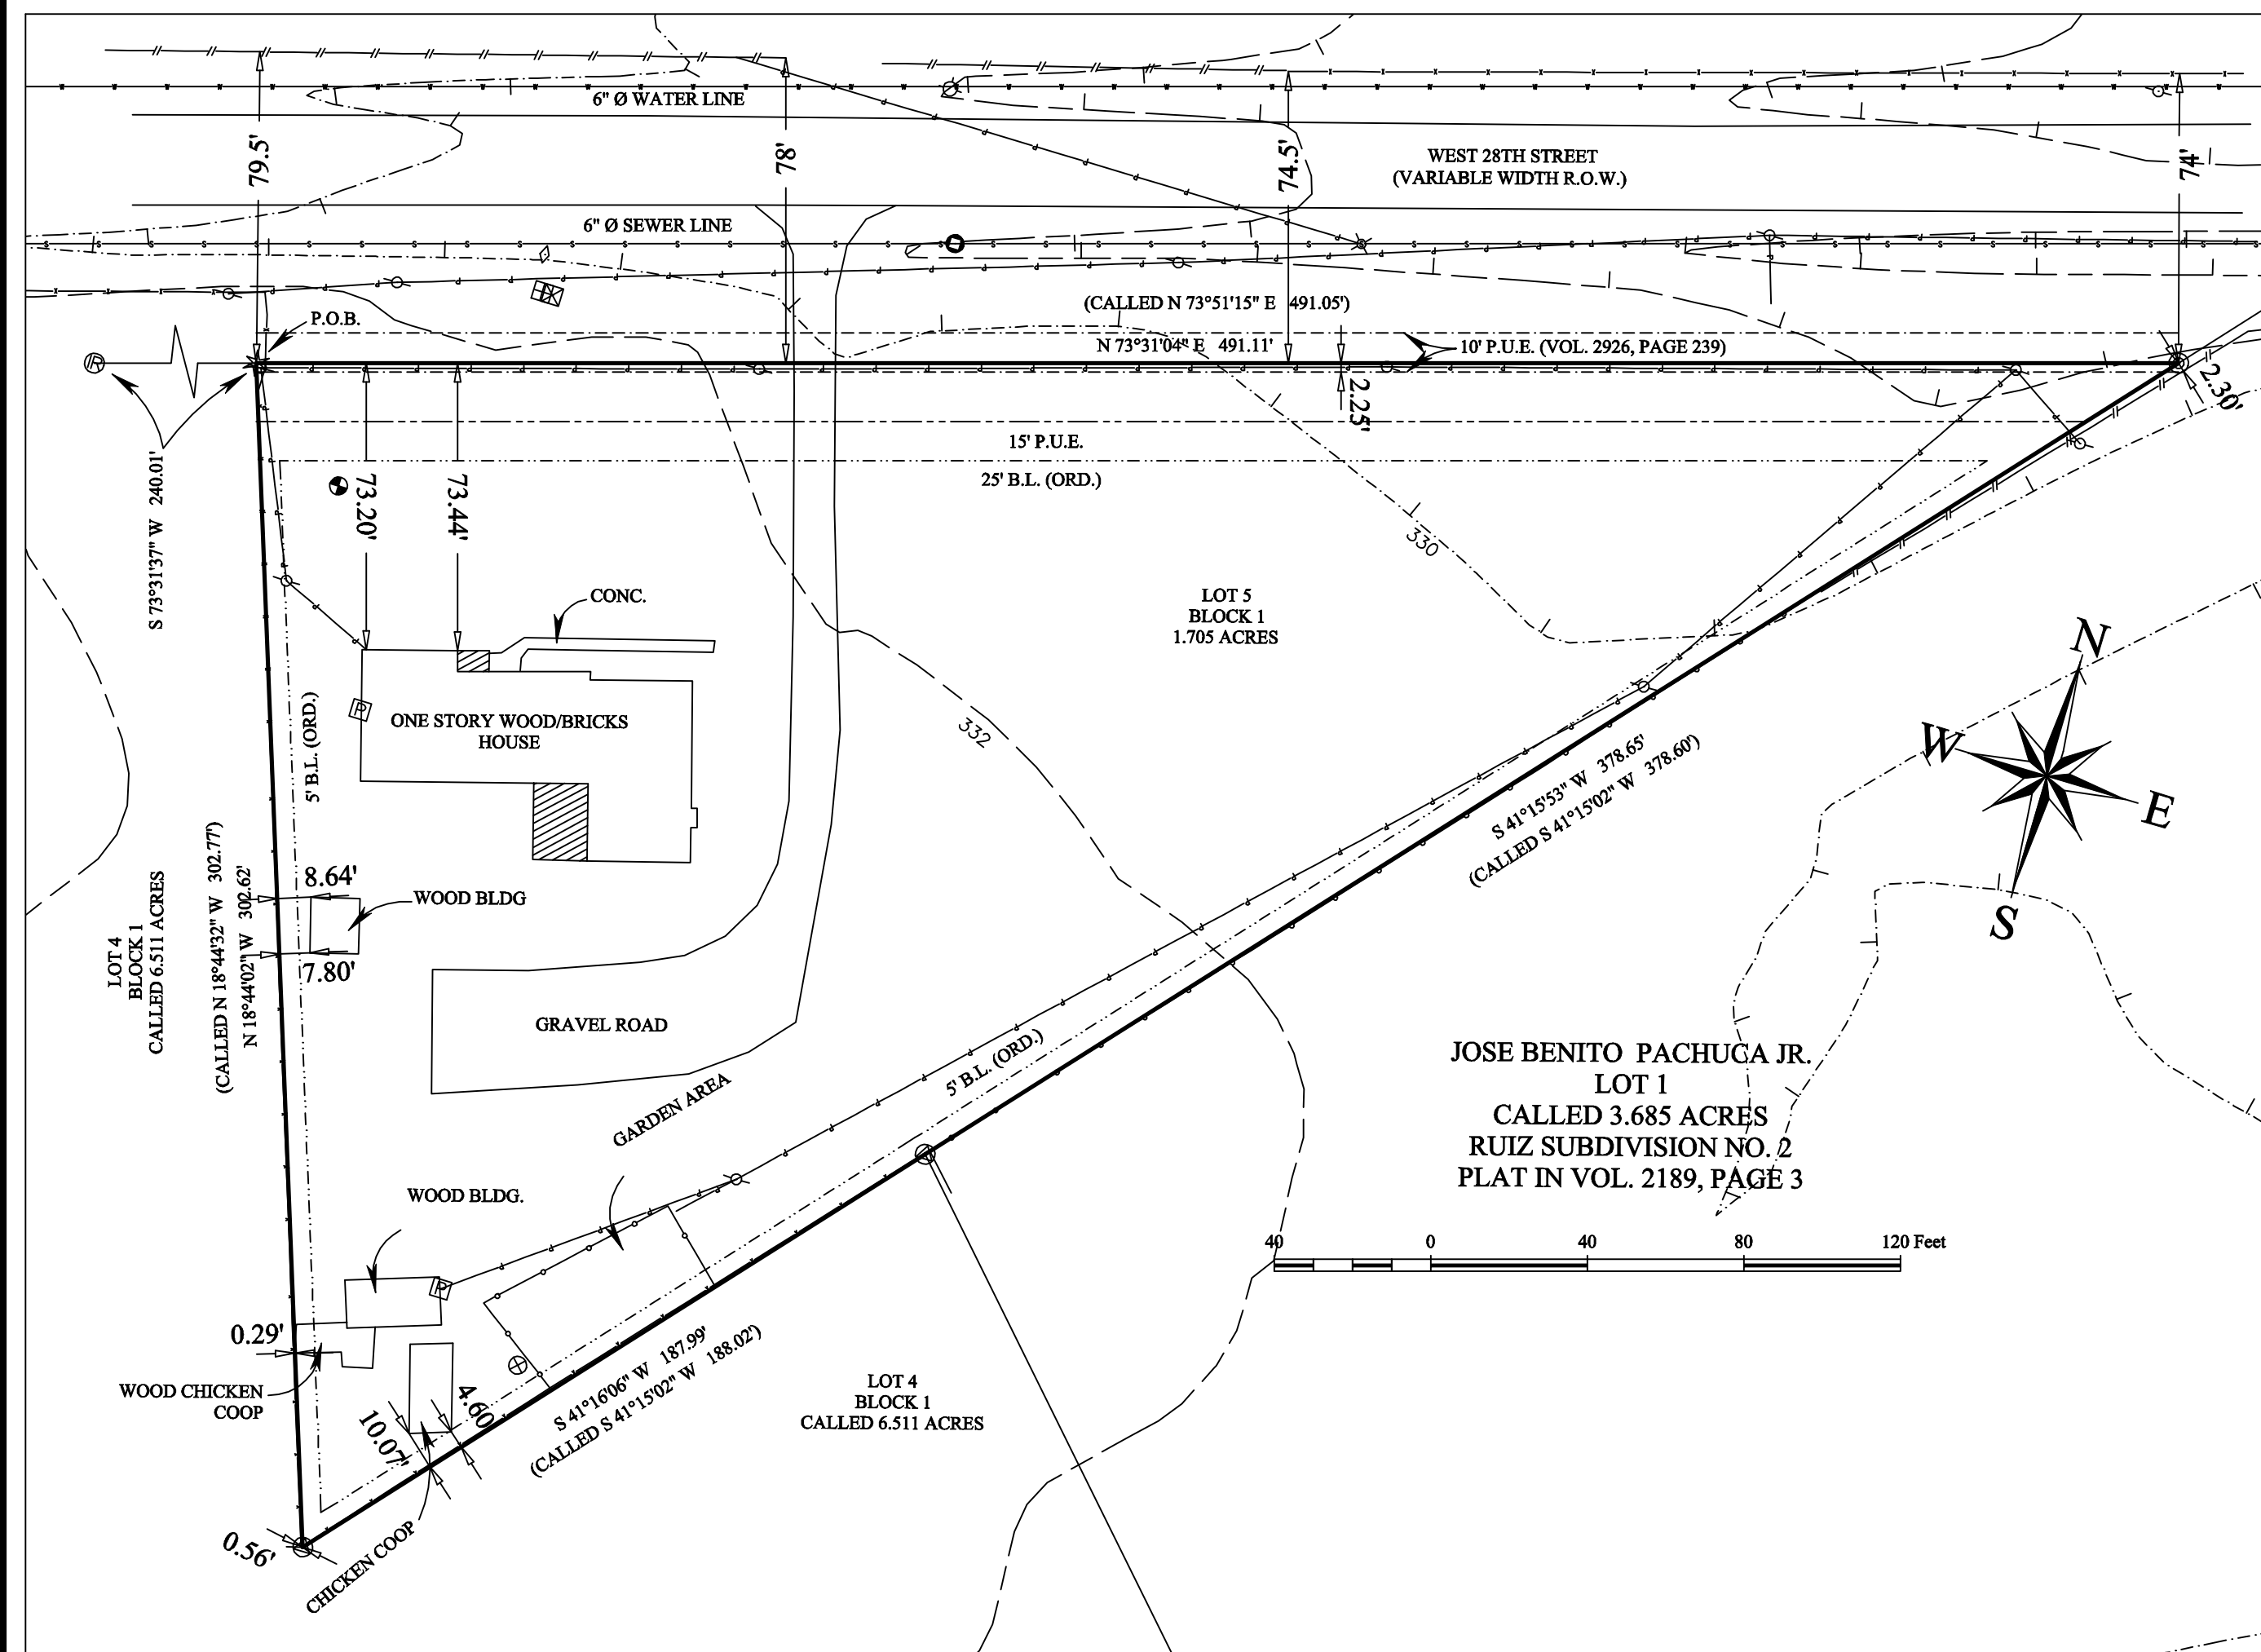 6" Ø WATER LINE
79.5'
78'
74.5'
74'
WEST 28TH STREET
(VARIABLE WIDTH R.O.W.)
6" Ø SEWER LINE
(CALLED N 73°51'15" E 491.05')
P.O.B.
N 73°31'04" E 491.11'
10' P.U.E. (VOL. 2926, PAGE 239)
2.25'
2.30'
15' P.U.E.
25' B.L. (ORD.)
S 73°31'37" W 240.01'
73.20'
73.44'
330
CONC.
LOT 5
BLOCK 1
1.705 ACRES
N
W
E
S
5' B.L. (ORD.)
P
ONE STORY WOOD/BRICKS
HOUSE
332
S 41°15'53" W 378.65'
(CALLED S 41°15'02" W 378.60')
8.64'
WOOD BLDG
7.80'
LOT 4
BLOCK 1
CALLED 6.511 ACRES
(CALLED N 18°44'32" W 302.77')
N 18°44'02" W 302.62'
GRAVEL ROAD
5' B.L. (ORD.)
GARDEN AREA
JOSE BENITO PACHUCA JR.
LOT 1
CALLED 3.685 ACRES
RUIZ SUBDIVISION NO. 2
PLAT IN VOL. 2189, PAGE 3
WOOD BLDG.
40 0 40 80 120 Feet
P
0.29'
WOOD CHICKEN
COOP
4.60
10.07'
S 41°16'06" W 187.99'
(CALLED S 41°15'02" W 188.02')
LOT 4
BLOCK 1
CALLED 6.511 ACRES
0.56'
CHICKEN COOP